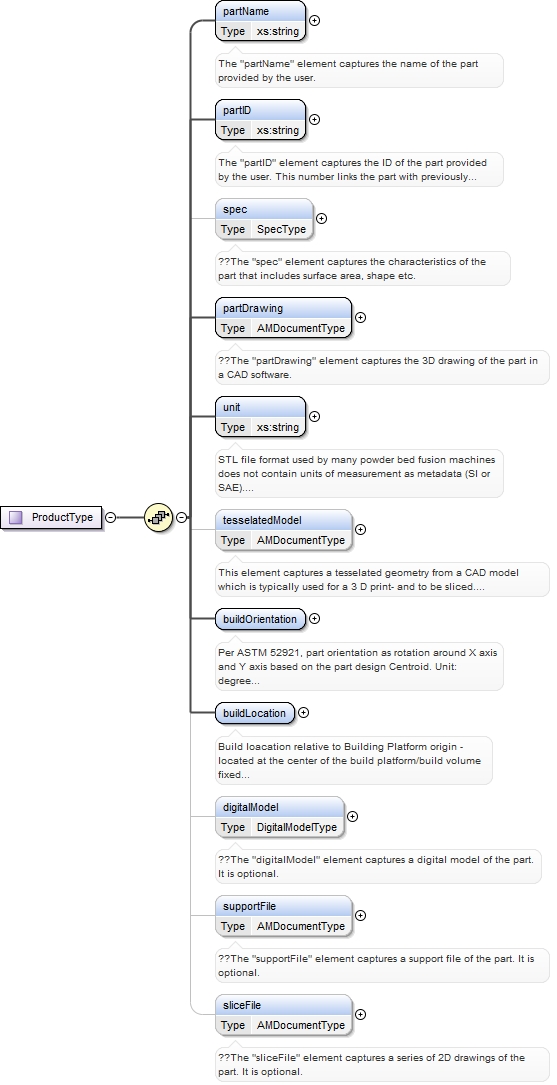 partName
Type xs:string
The "partName" element captures the name of the part
provided by the user.
partID
Type xs:string
The "partID" element captures the ID of the part provided
by the user. This number links the part with previously...
spec
Type SpecType
??The "spec" element captures the characteristics of the
part that includes surface area, shape etc.
partDrawing
Type AMDocumentType
??The "partDrawing" element captures the 3D drawing of the part in
a CAD software.
unit
Type xs:string
STL file format used by many powder bed fusion machines
does not contain units of measurement as metadata (SI or
SAE)....
ProductType
tesselatedModel
Type AMDocumentType
This element captures a tesselated geometry from a CAD model
which is typically used for a 3 D print- and to be sliced....
buildOrientation
Per ASTM 52921, part orientation as rotation around X axis
and Y axis based on the part design Centroid. Unit:
degree...
buildLocation
Build loacation relative to Building Platform origin -
located at the center of the build platform/build volume
fixed...
digitalModel
Type DigitalModelType
??The "digitalModel" element captures a digital model of the part.
It is optional.
supportFile
Type AMDocumentType
??The "supportFile" element captures a support file of the part. It is
optional.
sliceFile
Type AMDocumentType
??The "sliceFile" element captures a series of 2D drawings of the
part. It is optional.